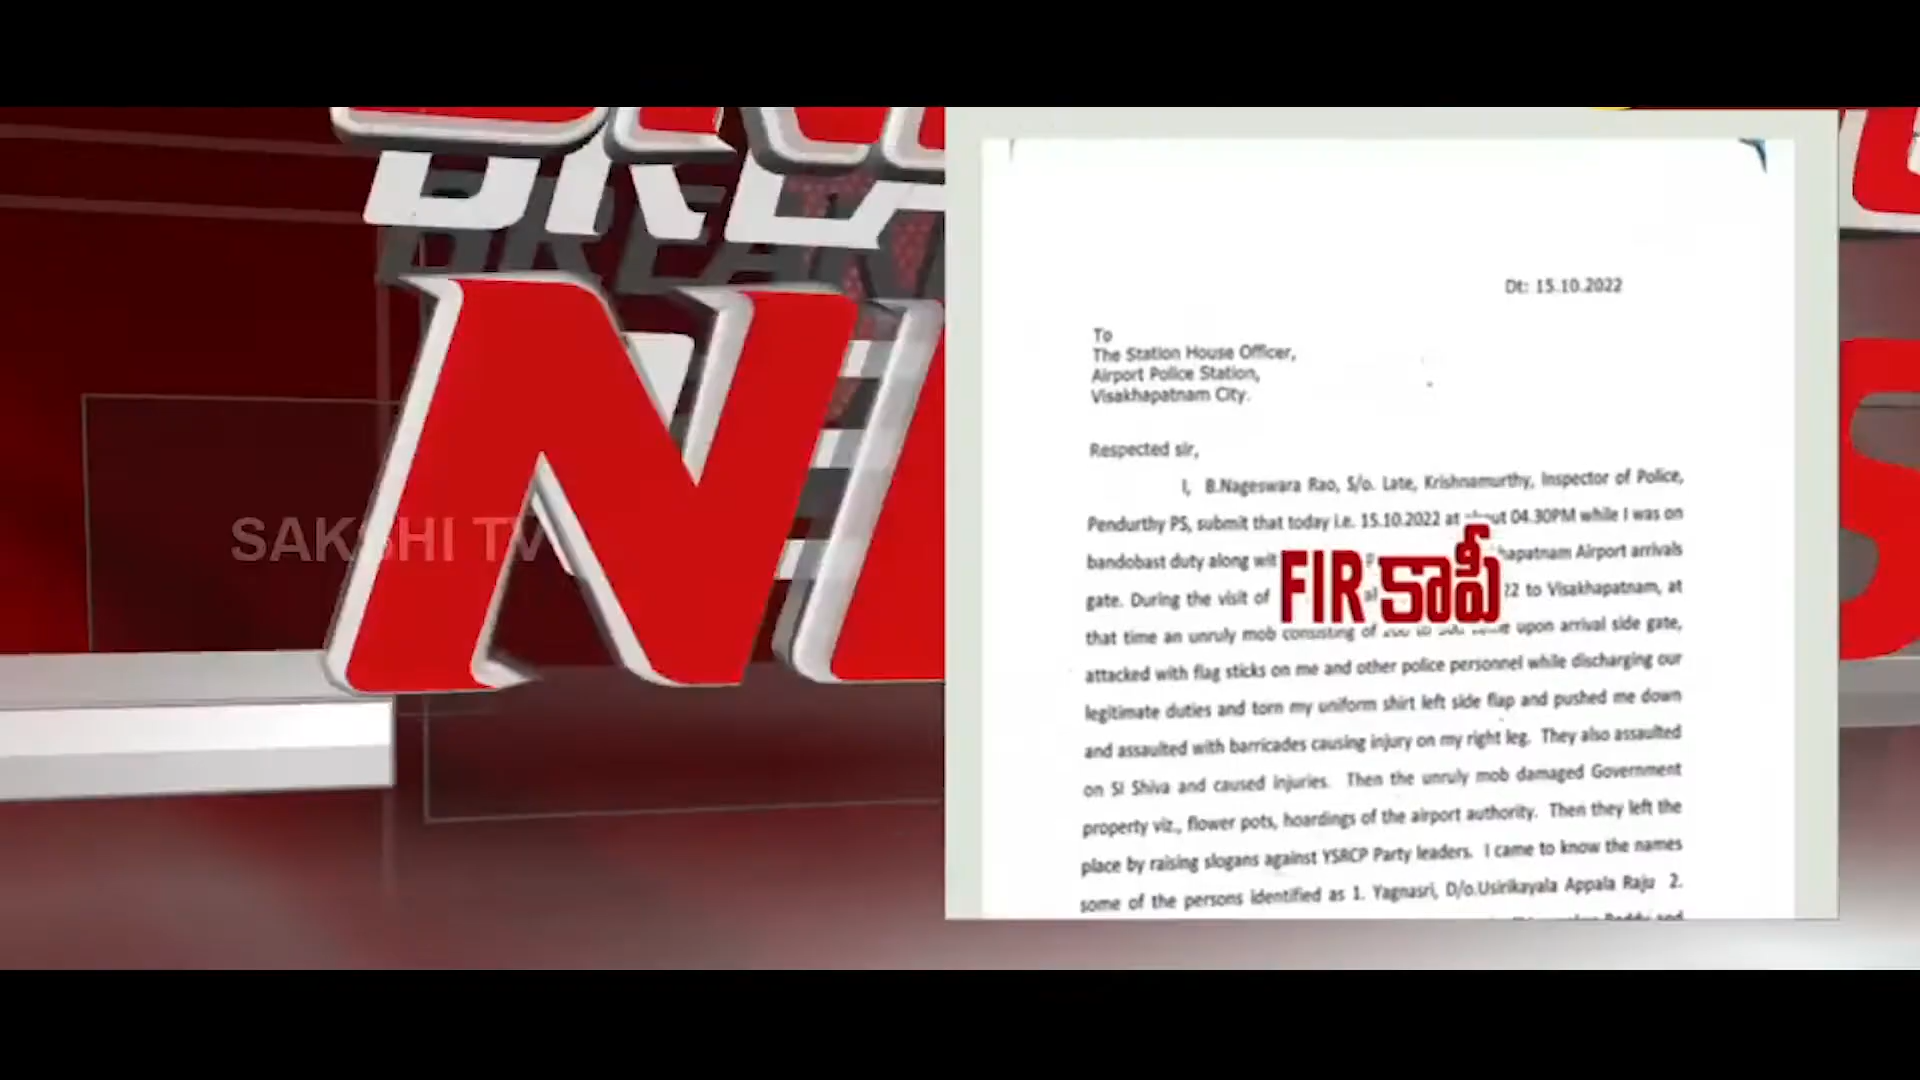 BREAK
SAKSHI TV
Dt: 15.10.2022
To
The Station House Officer,
Airport Police Station,
Visakhapatnam City.
Respected sir,
I, B.Nageswara Rao, S/o. Late, Krishnamurthy, Inspector of Police,
Pendurthy PS, submit that today i.e. 15.10.2022 at about 04.30PM while I was on
bandobast duty along Airport arrivals
FIR కాపీ
gate. During the visit of to Visakhapatnam, at
that time an unruly mob consisting of upon arrival side gate,
attacked with flag sticks on me and other police personnel while discharging our
legitimate duties and torn my uniform shirt left side flap and pushed me down
and assaulted with barricades causing injury on my right leg. They also assaulted
on SI Shiva and caused injuries. Then the unruly mob damaged Government
property viz., flower pots, hoardings of the airport authority. Then they left the
place by raising slogans against YSRCP Party leaders. I came to know the names
some of the persons identified as 1. Yagnasri, D/o.Usirikayala Appala Raju 2.